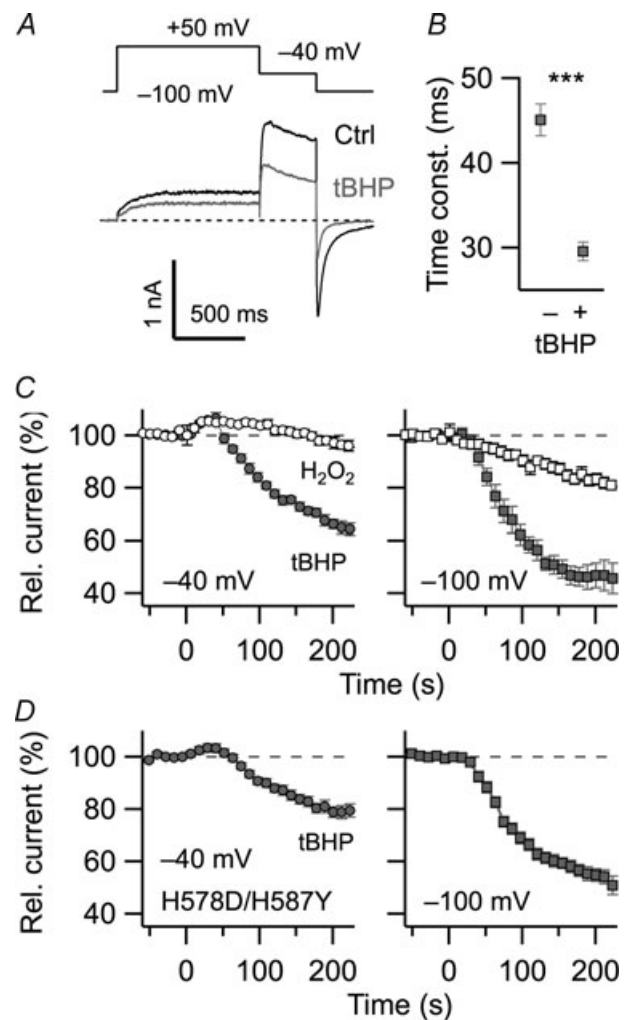 A
+50 mV
–40 mV
–100 mV
Ctrl
tBHP
1 nA
500 ms
B
Time const. (ms)
50
40
30
***
– +
tBHP
C
Rel. current (%)
100
80
60
40
H₂O₂
tBHP
–40 mV
–100 mV
0 100 200
0 100 200
Time (s)
D
Rel. current (%)
100
80
60
40
tBHP
–40 mV
H578D/H587Y
–100 mV
0 100 200
0 100 200
Time (s)